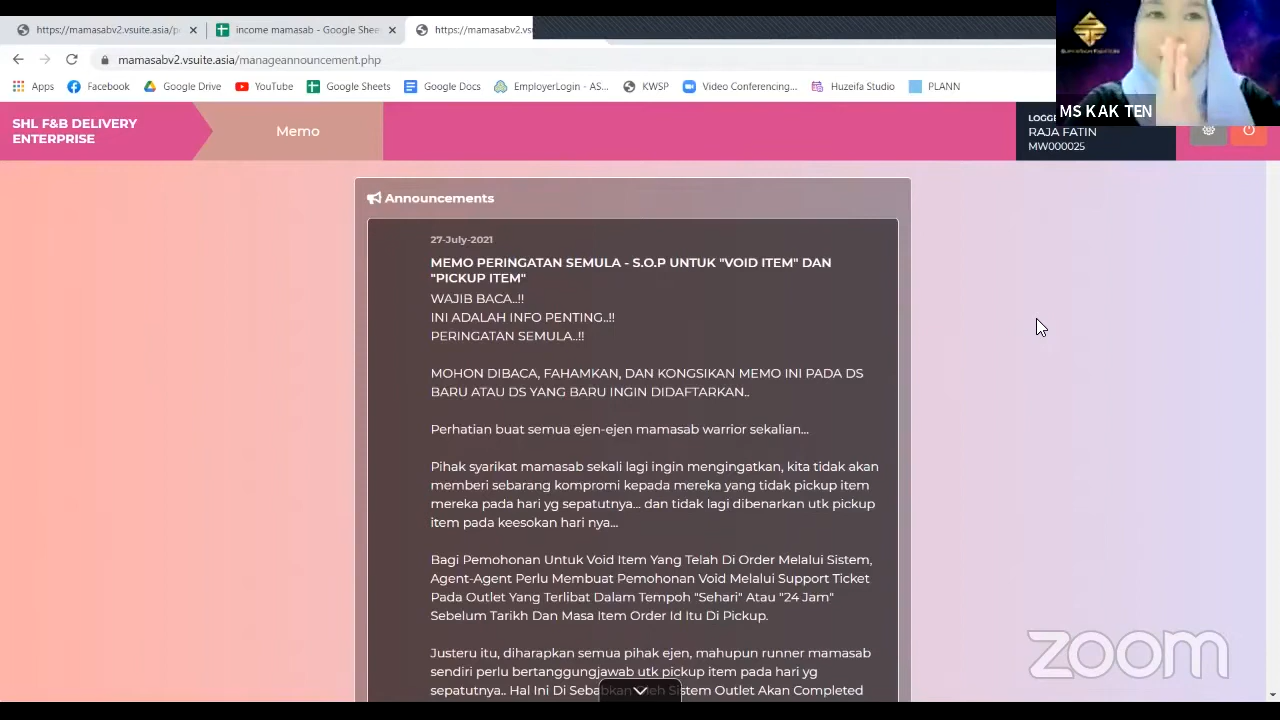 https://mamasabv2.vsuite.asia/p
income mamasab - Google Shee
https://mamasabv2.vs
mamasabv2.vsuite.asia/manageannouncement.php
Apps Facebook Google Drive YouTube Google Sheets Google Docs EmployerLogin - AS... KWSP Video Conferencing,... Huzeifa Studio PLANN
MS KAK TEN
SHL F&B DELIVERY
ENTERPRISE
Memo
LOGGE
RAJA FATIN
MW000025
Announcements
27-July-2021
MEMO PERINGATAN SEMULA - S.O.P UNTUK "VOID ITEM" DAN
"PICKUP ITEM"
WAJIB BACA..!!
INI ADALAH INFO PENTING..!!
PERINGATAN SEMULA..!!
MOHON DIBACA, FAHAMKAN, DAN KONGSIKAN MEMO INI PADA DS
BARU ATAU DS YANG BARU INGIN DIDAFTARKAN..
Perhatian buat semua ejen-ejen mamasab warrior sekalian...
Pihak syarikat mamasab sekali lagi ingin mengingatkan, kita tidak akan
memberi sebarang kompromi kepada mereka yang tidak pickup item
mereka pada hari yg sepatutnya... dan tidak lagi dibenarkan utk pickup
item pada keesokan hari nya...
Bagi Pemohonan Untuk Void Item Yang Telah Di Order Melalui Sistem,
Agent-Agent Perlu Membuat Pemohonan Void Melalui Support Ticket
Pada Outlet Yang Terlibat Dalam Tempoh "Sehari" Atau "24 Jam"
Sebelum Tarikh Dan Masa Item Order Id Itu Di Pickup.
Justeru itu, diharapkan semua pihak ejen, mahupun runner mamasab
sendiri perlu bertanggungjawab utk pickup item pada hari yg
sepatutnya.. Hal Ini Di Sebabkan Oleh Sistem Outlet Akan Completed
zoom